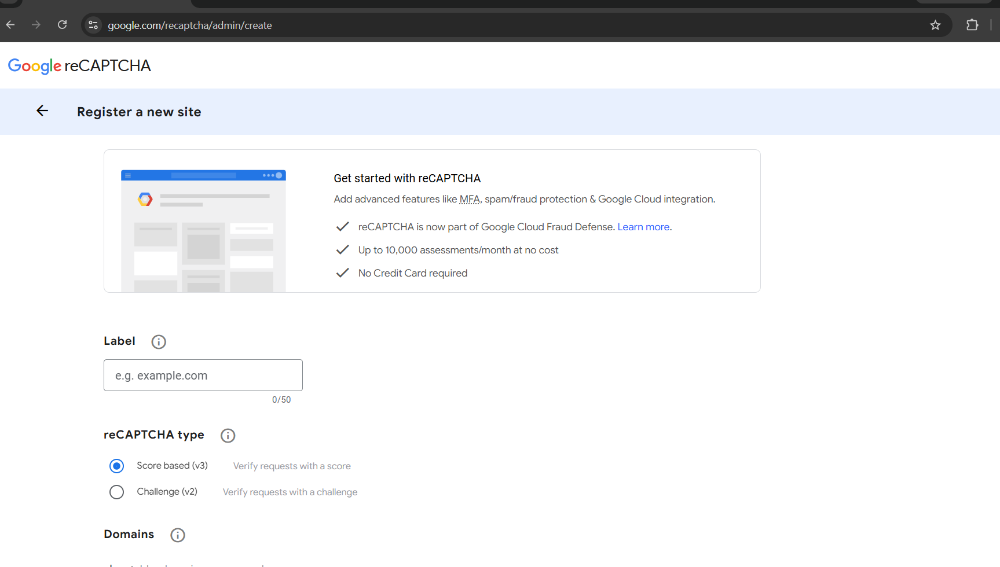 google.com/recaptcha/admin/create
Google reCAPTCHA
Register a new site
Get started with reCAPTCHA
Add advanced features like MFA, spam/fraud protection & Google Cloud integration.
reCAPTCHA is now part of Google Cloud Fraud Defense. Learn more.
Up to 10,000 assessments/month at no cost
No Credit Card required
Label
e.g. example.com
0/50
reCAPTCHA type
Score based (v3) Verify requests with a score
Challenge (v2) Verify requests with a challenge
Domains